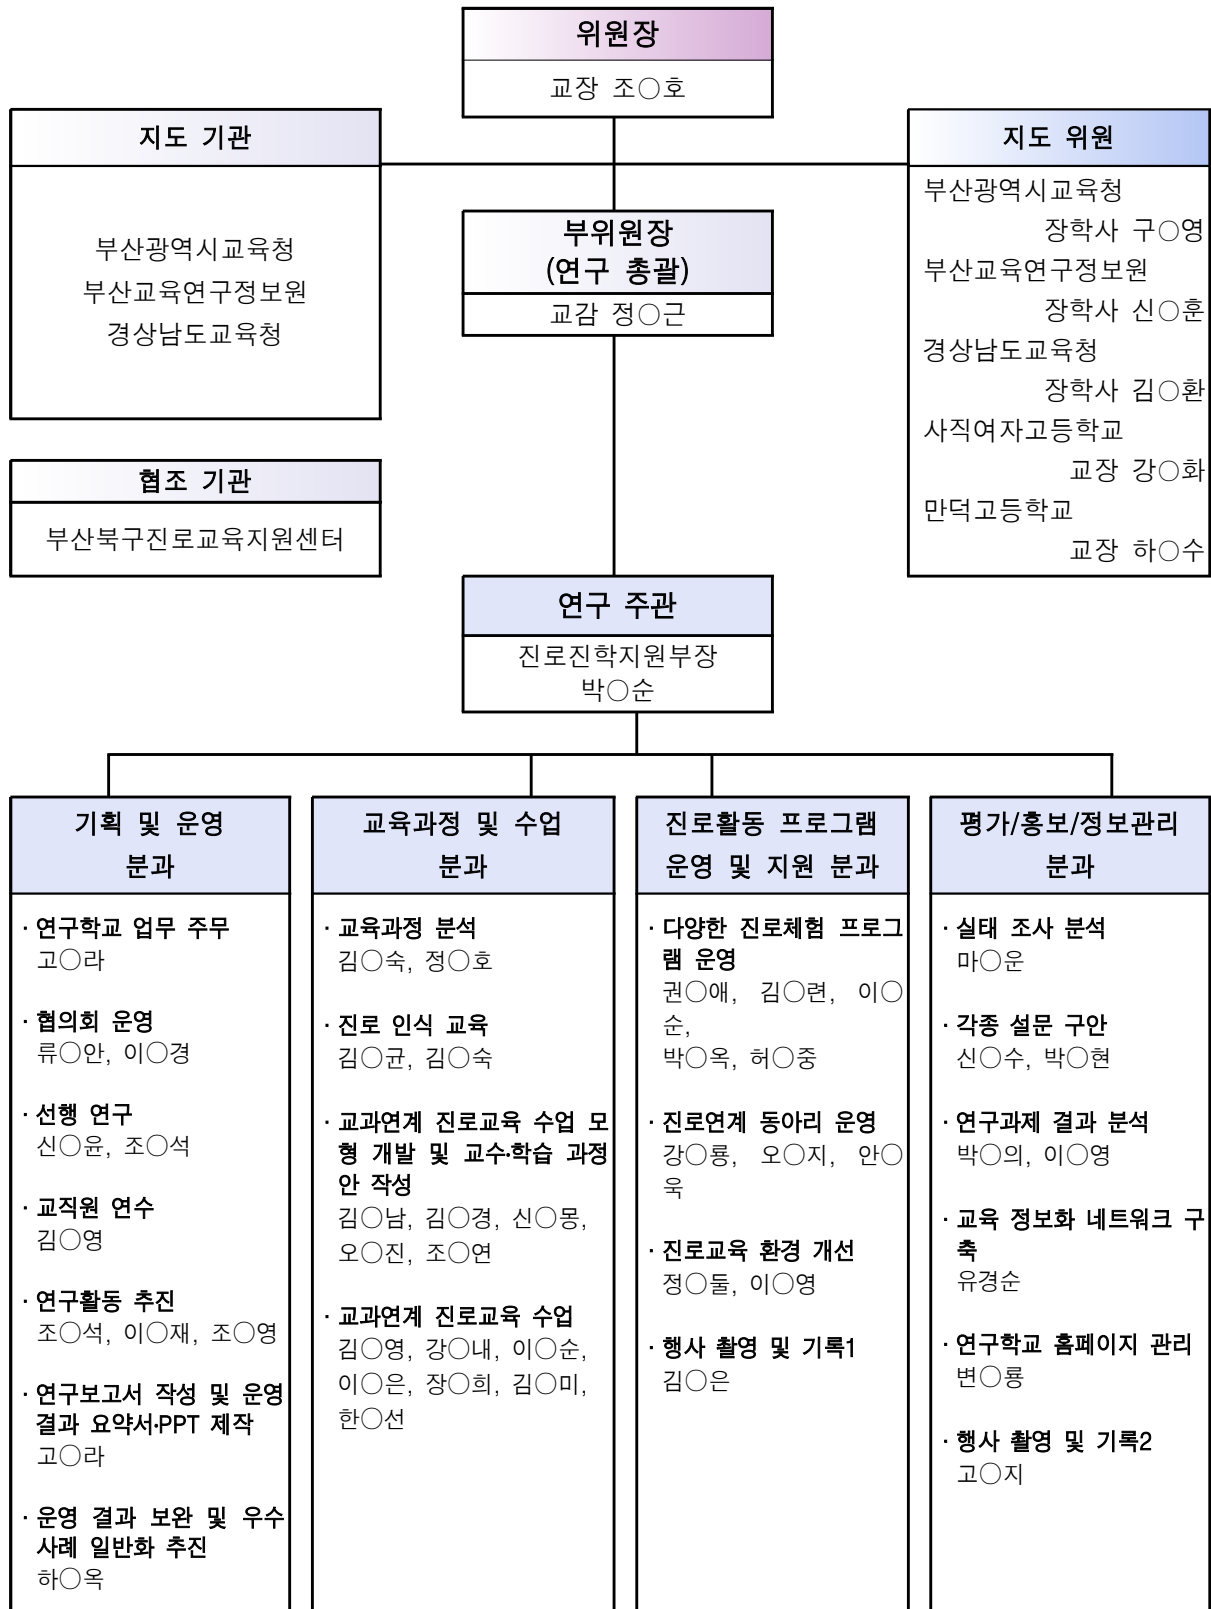 위원장
교장 조○호
지도 기관
부산광역시교육청
부산교육연구정보원
경상남도교육청
부위원장
(연구 총괄)
교감 정○근
지도 위원
부산광역시교육청
장학사 구○영
부산교육연구정보원
장학사 신○훈
경상남도교육청
장학사 김○환
사직여자고등학교
교장 강○화
만덕고등학교
교장 하○수
협조 기관
부산북구진로교육지원센터
연구 주관
진로진학지원부장
박○순
기획 및 운영
분과
· 연구학교 업무 주무
고○라
· 협의회 운영
류○안, 이○경
· 선행 연구
신○윤, 조○석
· 교직원 연수
김○영
· 연구활동 추진
조○석, 이○재, 조○영
· 연구보고서 작성 및 운영
결과 요약서·PPT 제작
고○라
· 운영 결과 보완 및 우수
사례 일반화 추진
하○옥
교육과정 및 수업
분과
· 교육과정 분석
김○숙, 정○호
· 진로 인식 교육
김○균, 김○숙
· 교과연계 진로교육 수업 모
형 개발 및 교수·학습 과정
안 작성
김○남, 김○경, 신○몽,
오○진, 조○연
· 교과연계 진로교육 수업
김○영, 강○내, 이○순,
이○은, 장○희, 김○미,
한○선
진로활동 프로그램
운영 및 지원 분과
· 다양한 진로체험 프로그
램 운영
권○애, 김○련, 이○
순,
박○옥, 허○중
· 진로연계 동아리 운영
강○룡, 오○지, 안○
욱
· 진로교육 환경 개선
정○둘, 이○영
· 행사 촬영 및 기록1
김○은
평가/홍보/정보관리
분과
· 실태 조사 분석
마○운
· 각종 설문 구안
신○수, 박○현
· 연구과제 결과 분석
박○의, 이○영
· 교육 정보화 네트워크 구
축
유경순
· 연구학교 홈페이지 관리
변○룡
· 행사 촬영 및 기록2
고○지